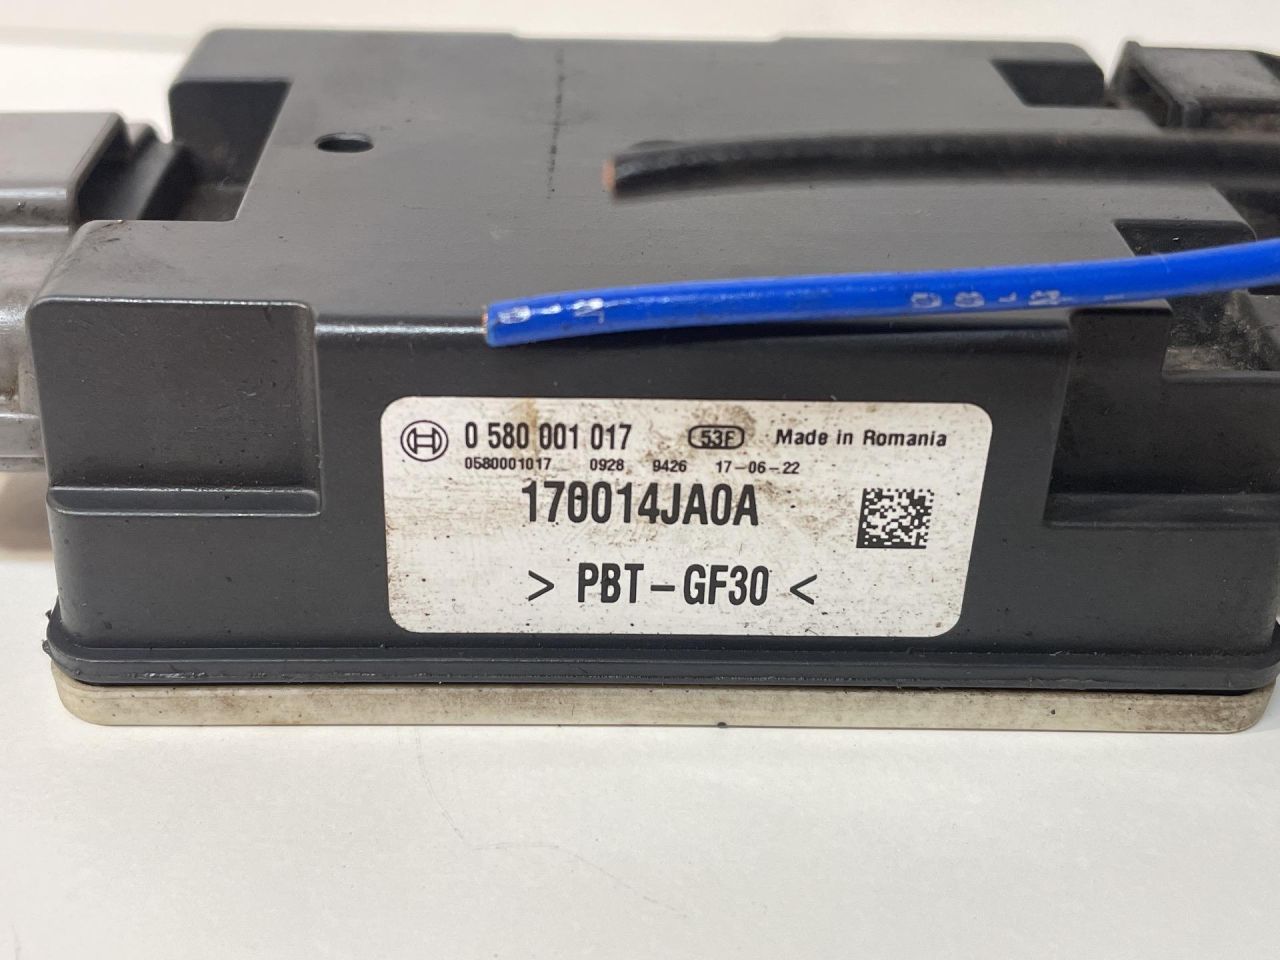 0 580 001 017 53F Made in Romania
0580001017 0928 9426 17-06-22
170014JA0A
> PBT-GF30 <